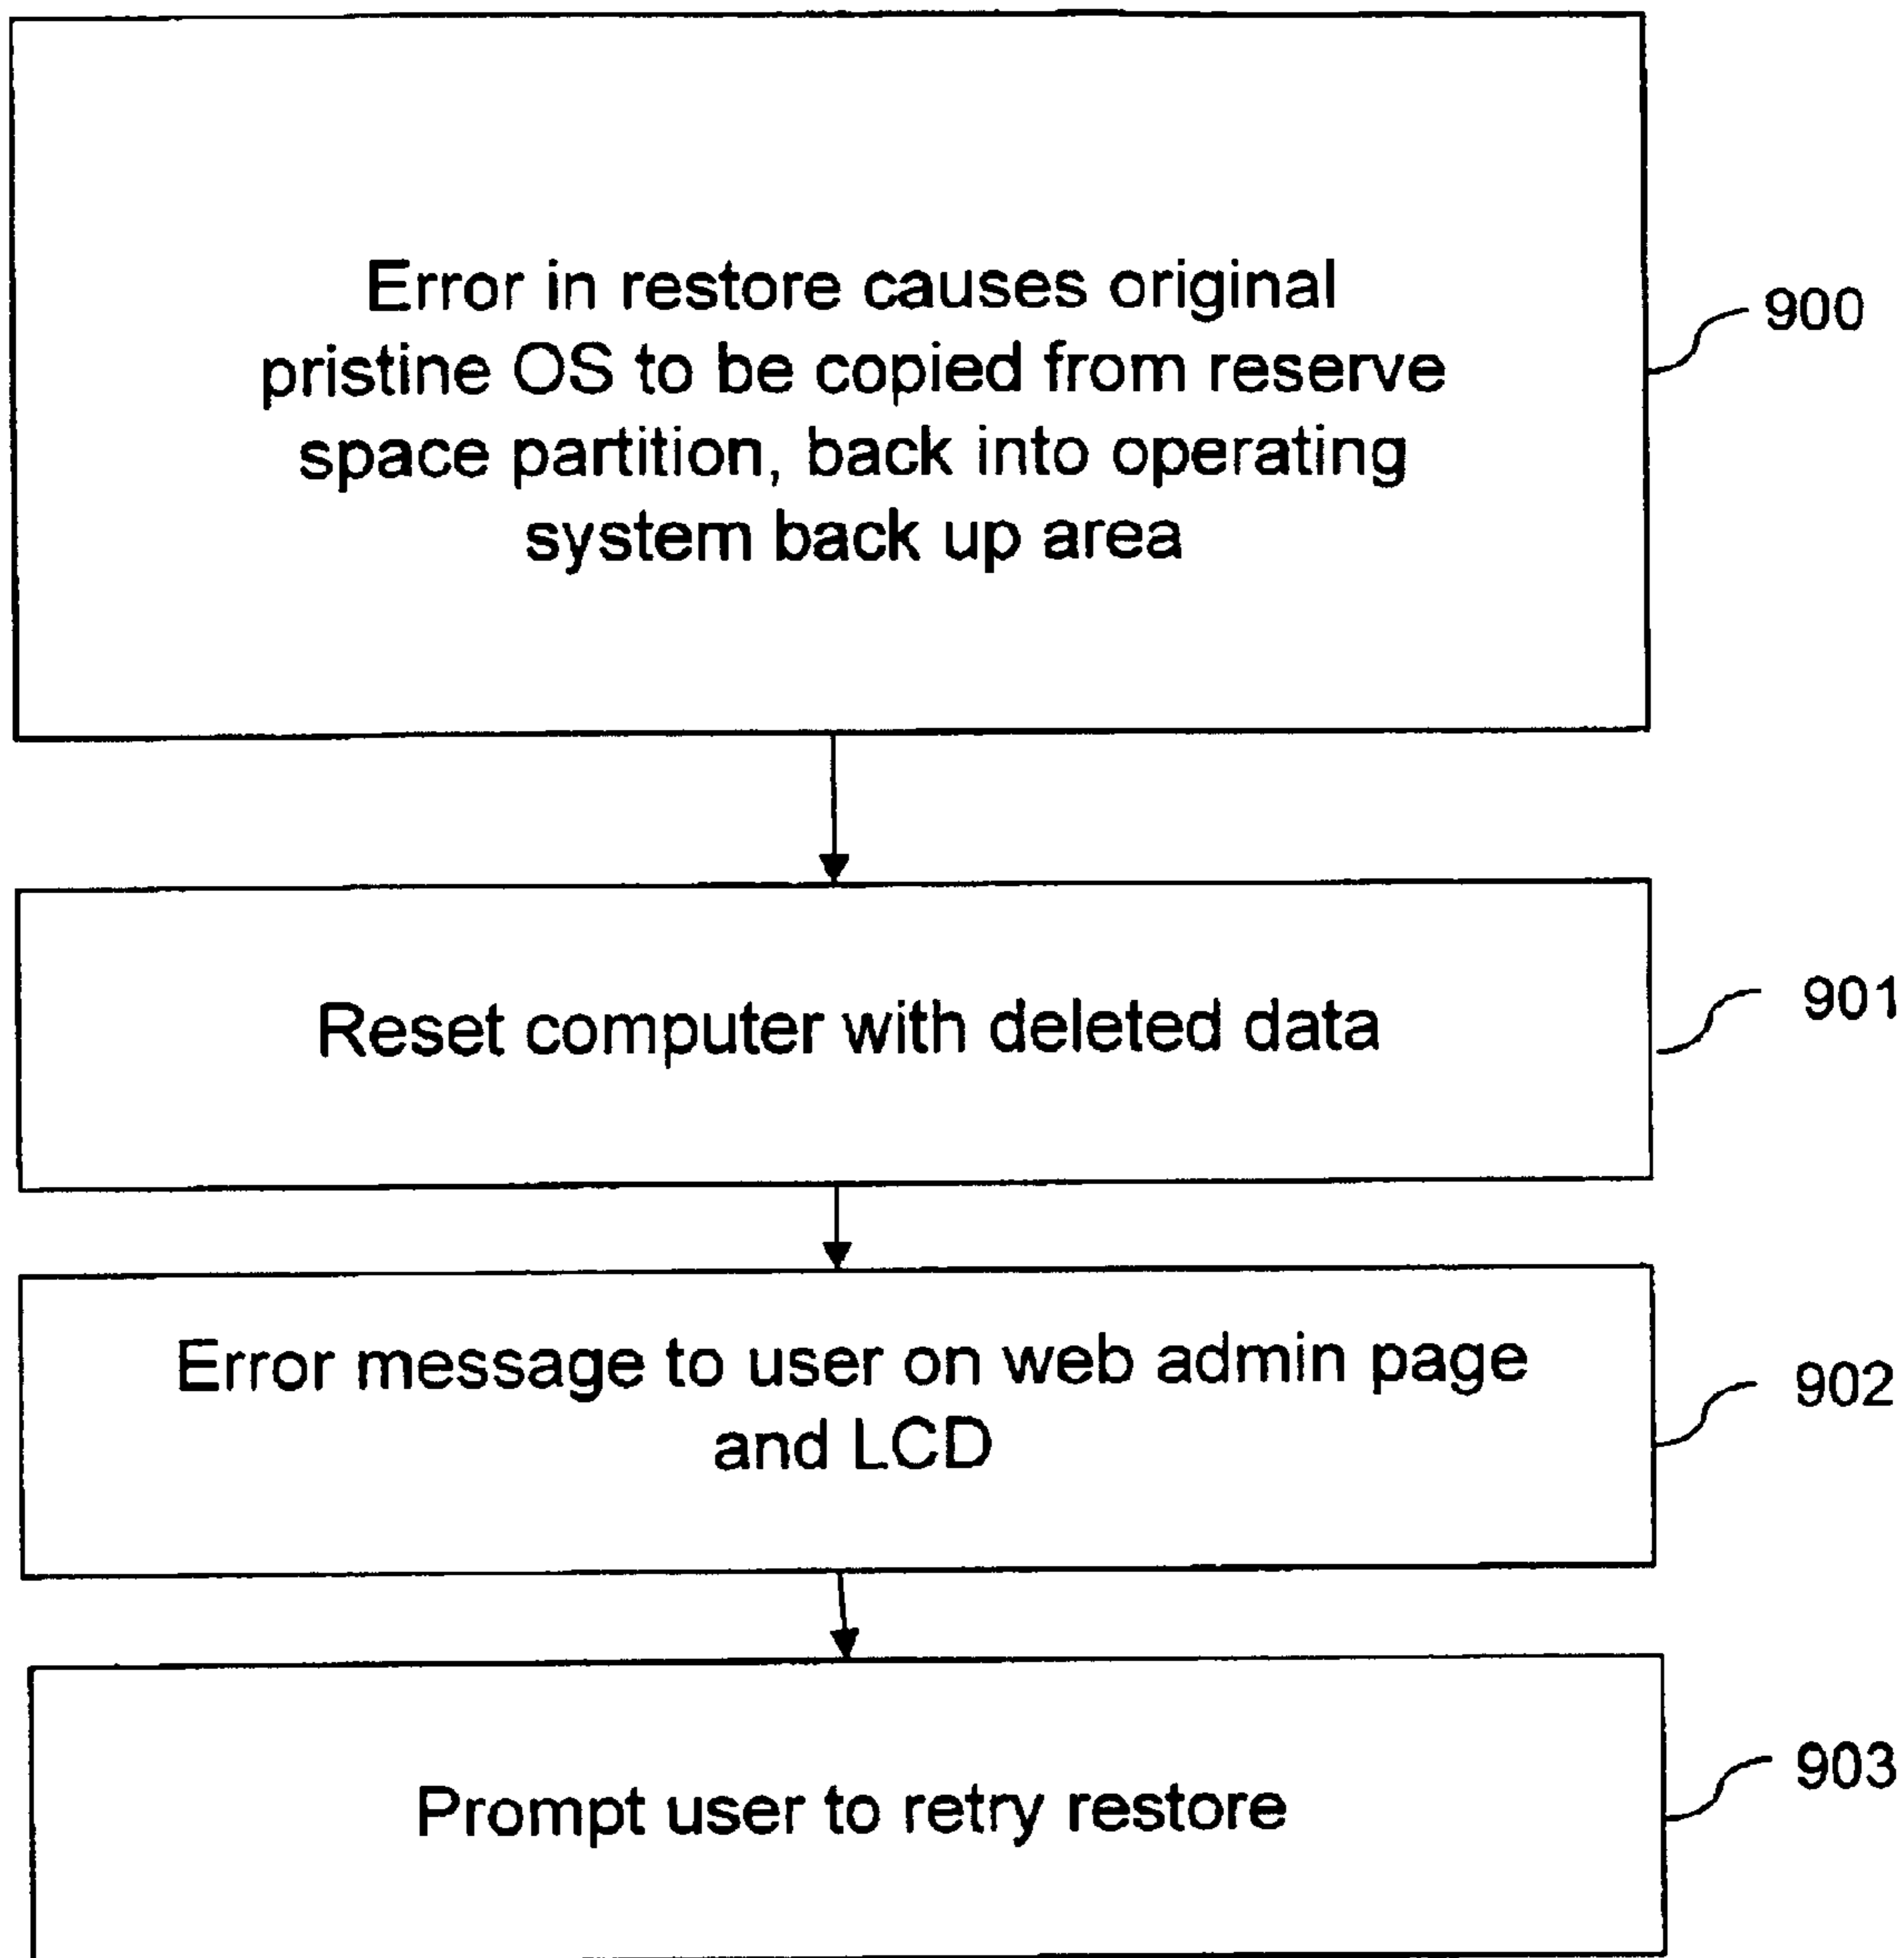 Error in restore causes original
pristine OS to be copied from reserve
space partition, back into operating
system back up area
900
Reset computer with deleted data
901
Error message to user on web admin page
and LCD
902
Prompt user to retry restore
903